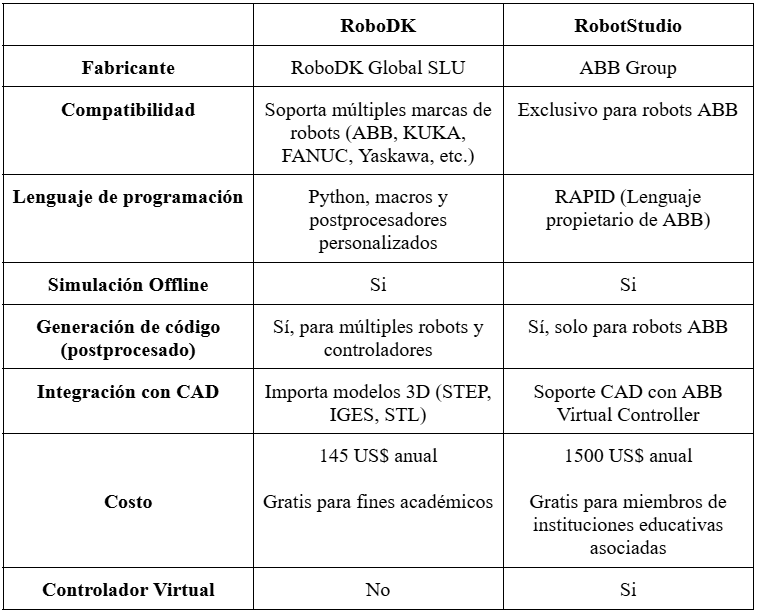 RoboDK RobotStudio
Fabricante RoboDK Global SLU ABB Group
Compatibilidad Soporta múltiples marcas de Exclusivo para robots ABB
robots (ABB, KUKA,
FANUC, Yaskawa, etc.)
Lenguaje de programación Python, macros y RAPID (Lenguaje
postprocesadores propietario de ABB)
personalizados
Simulación Offline Si Si
Generación de código Sí, para múltiples robots y Sí, solo para robots ABB
(postprocesado) controladores
Integración con CAD Importa modelos 3D (STEP, Soporte CAD con ABB
IGES, STL) Virtual Controller
145 US$ anual 1500 US$ anual
Costo Gratis para fines académicos Gratis para miembros de
instituciones educativas
asociadas
Controlador Virtual No Si